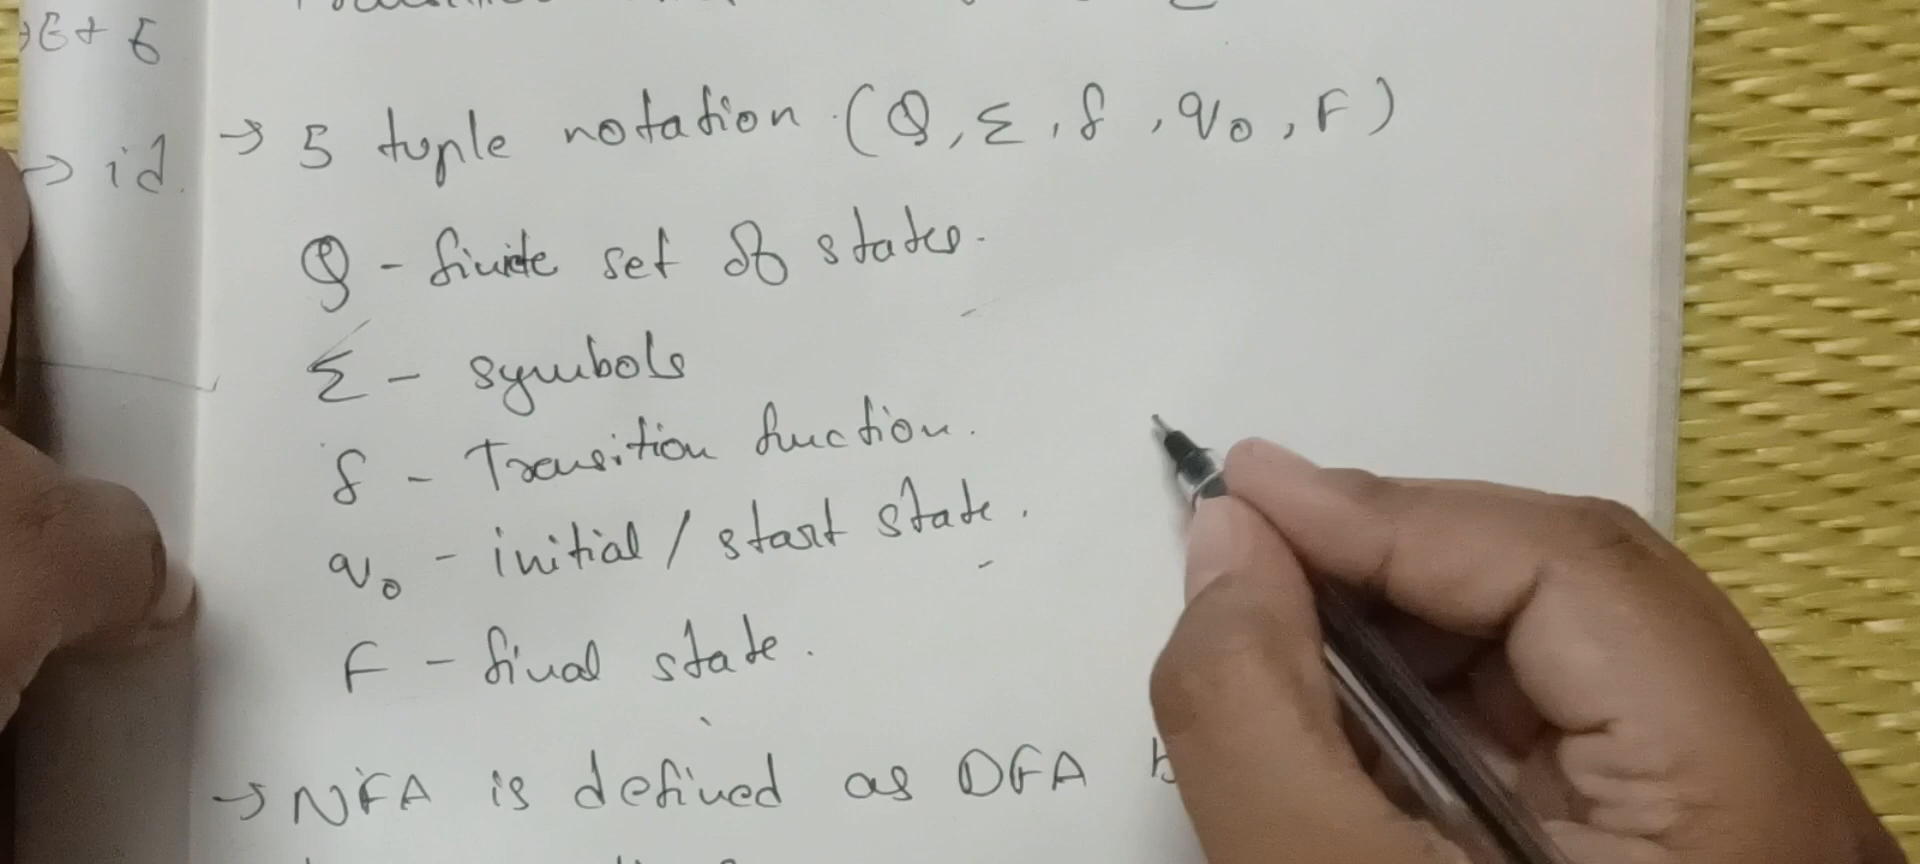 →E+E
→id.
→ 5 tuple notation (Q, Σ, δ, q0, F)
Q - finite set of states.
Σ - symbols
δ - Transition function.
q0 - initial / start state.
F - final state.
→ NFA is defined as DFA